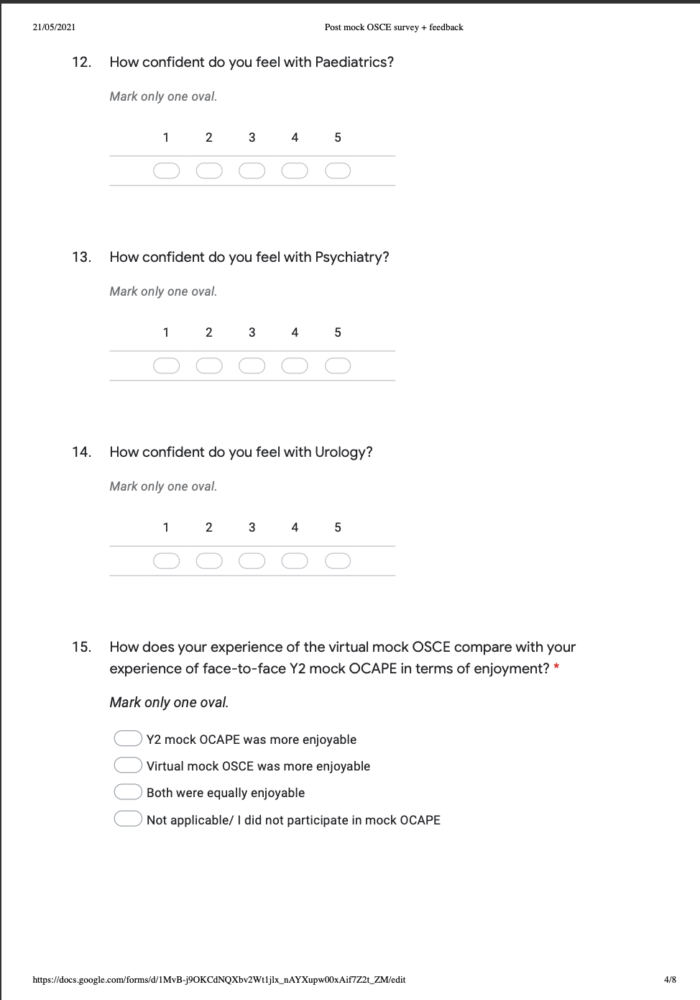 21/05/2021 Post mock OSCE survey + feedback
12. How confident do you feel with Paediatrics?
Mark only one oval.
1 2 3 4 5
13. How confident do you feel with Psychiatry?
Mark only one oval.
1 2 3 4 5
14. How confident do you feel with Urology?
Mark only one oval.
1 2 3 4 5
15. How does your experience of the virtual mock OSCE compare with your
experience of face-to-face Y2 mock OCAPE in terms of enjoyment? *
Mark only one oval.
Y2 mock OCAPE was more enjoyable
Virtual mock OSCE was more enjoyable
Both were equally enjoyable
Not applicable/ I did not participate in mock OCAPE
https://docs.google.com/forms/d/1MvB-j9OKCdNQXbv2Wt1jlx_nAYXupw00xAif7Z2t_ZM/edit 4/8